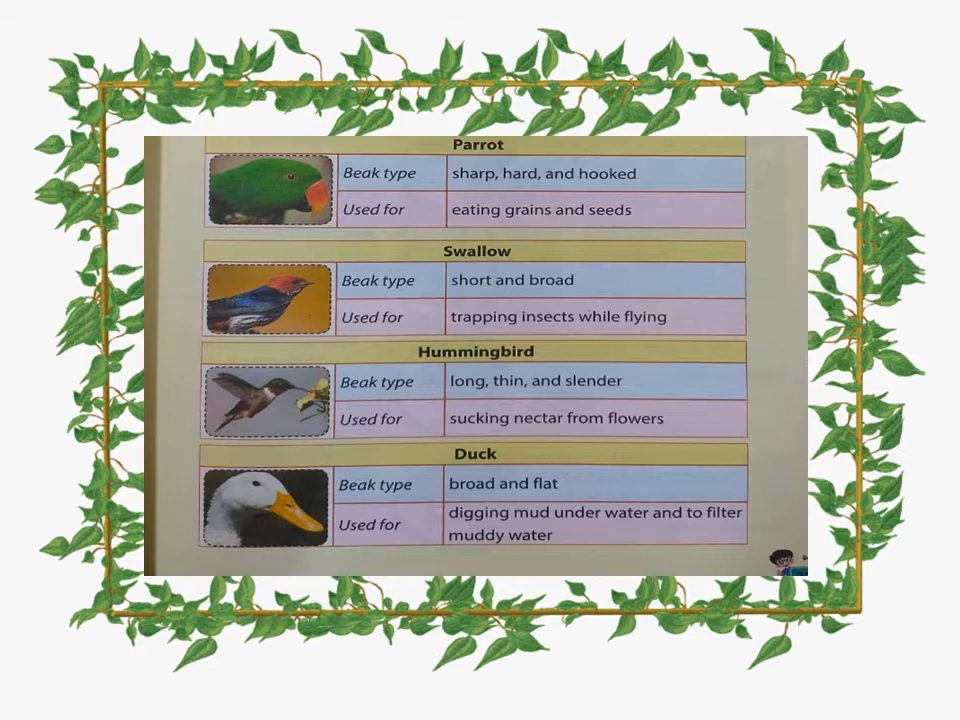 Parrot
Beak type
sharp, hard, and hooked
Used for
eating grains and seeds
Swallow
Beak type
short and broad
Used for
trapping insects while flying
Hummingbird
Beak type
long, thin, and slender
Used for
sucking nectar from flowers
Duck
Beak type
broad and flat
Used for
digging mud under water and to filter
muddy water